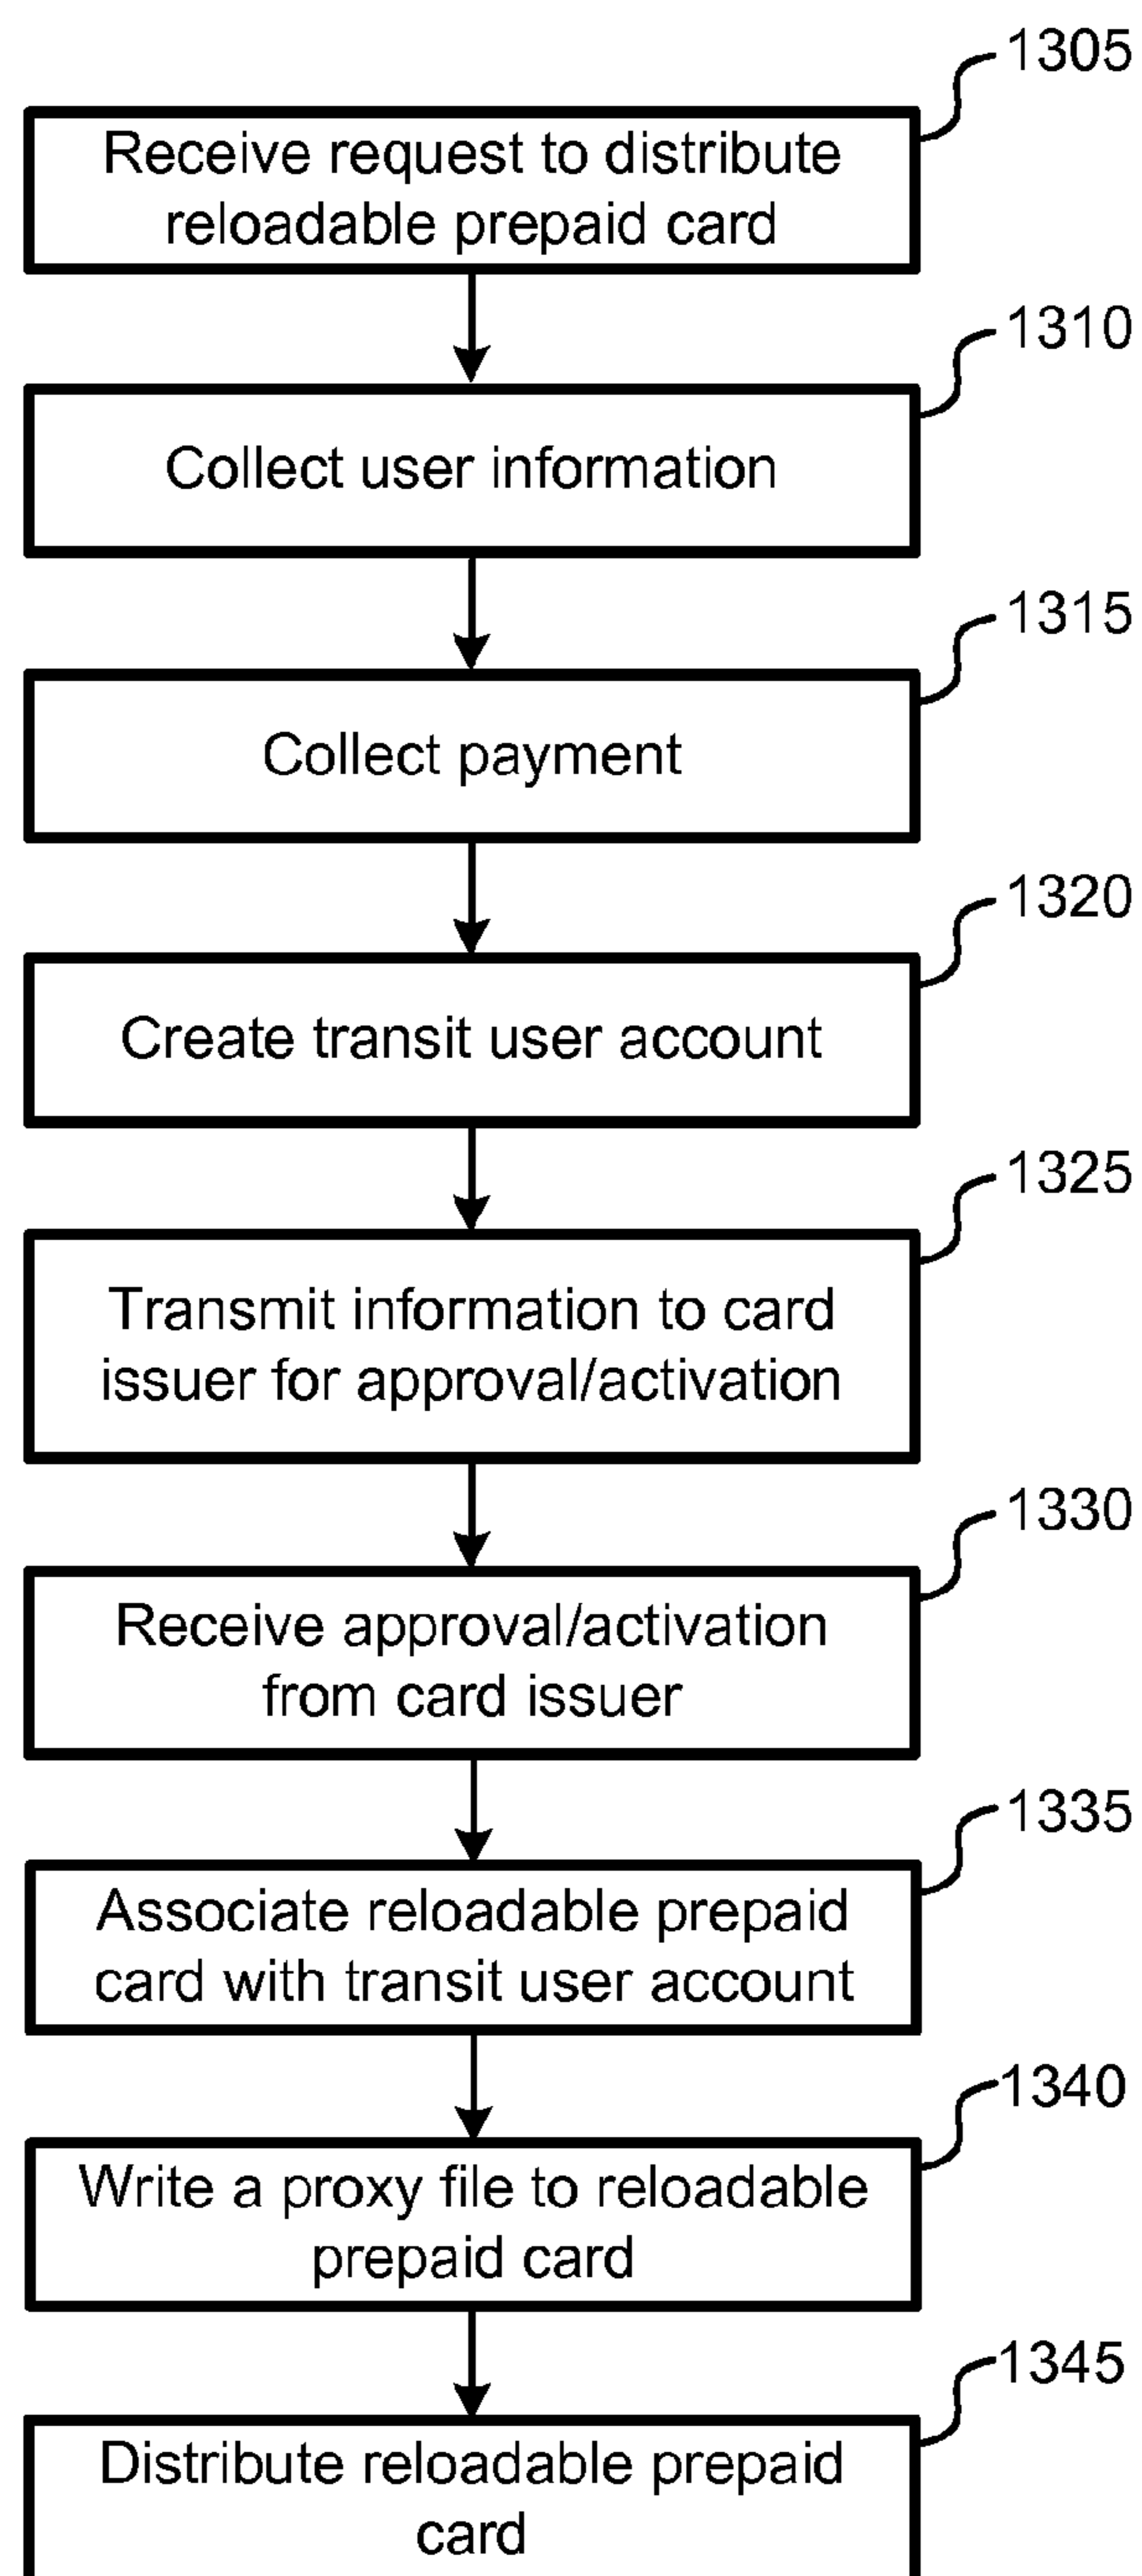 1305
Receive request to distribute
reloadable prepaid card
1310
Collect user information
1315
Collect payment
1320
Create transit user account
1325
Transmit information to card
issuer for approval/activation
1330
Receive approval/activation
from card issuer
1335
Associate reloadable prepaid
card with transit user account
1340
Write a proxy file to reloadable
prepaid card
1345
Distribute reloadable prepaid
card